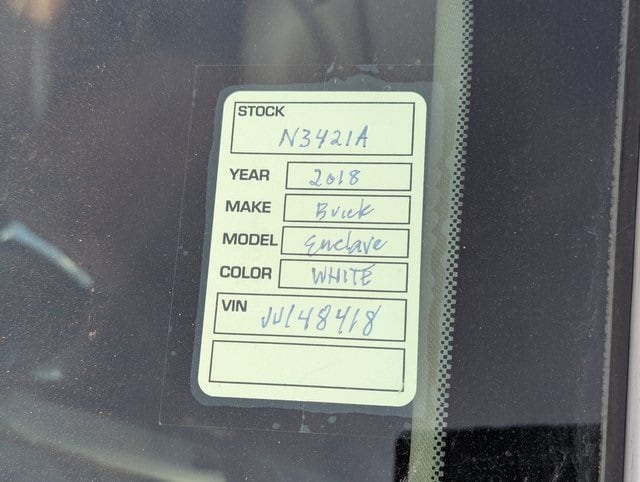 STOCK
N3421A
YEAR 2018
MAKE Buick
MODEL Enclave
COLOR WHITE
VIN JJ148418